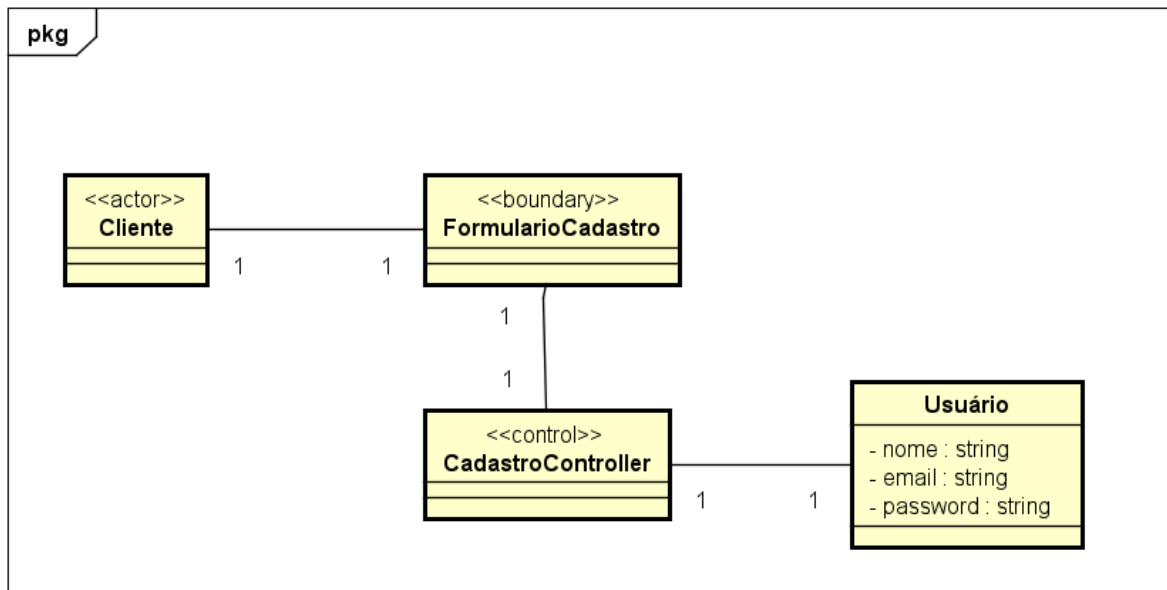 pkg
<<actor>>
Cliente
<<boundary>>
FormularioCadastro
1
1
1
1
<<control>>
CadastroController
1
1
Usuário
- nome : string
- email : string
- password : string